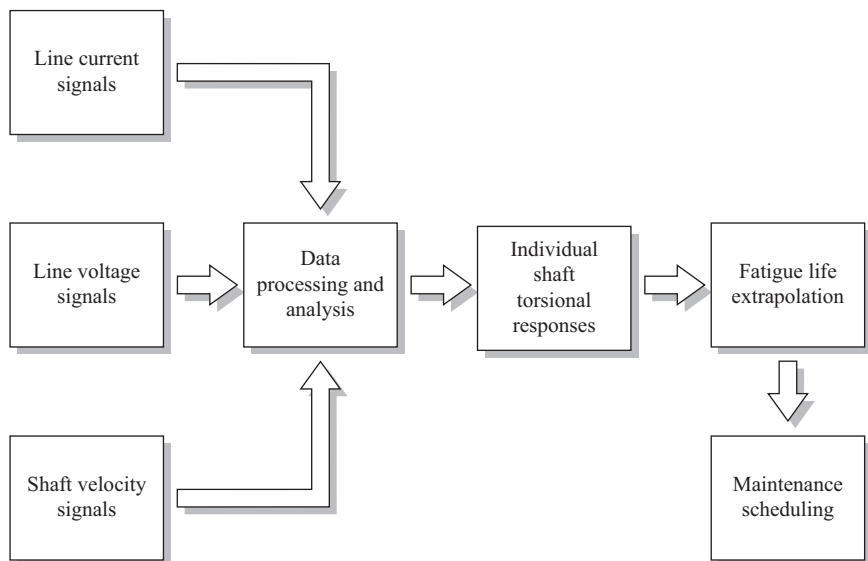 Line current
signals
Line voltage
signals
Data
processing and
analysis
Individual
shaft
torsional
responses
Fatigue life
extrapolation
Shaft velocity
signals
Maintenance
scheduling